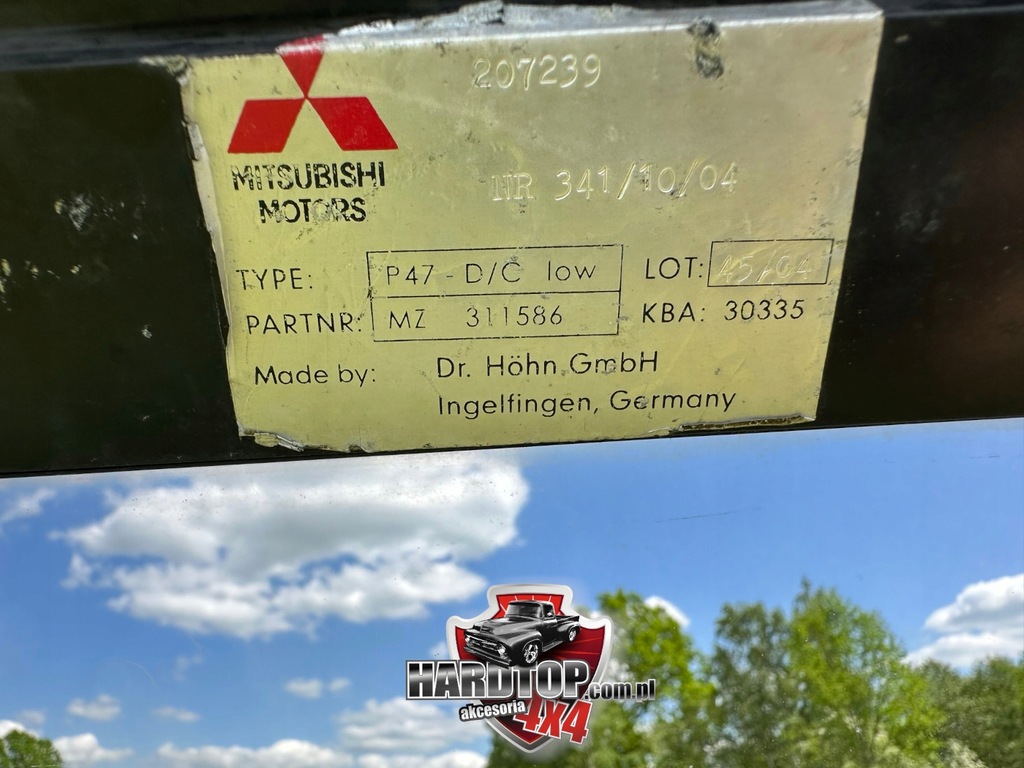 207239
MITSUBISHI
MOTORS
NR 341/10/04
TYPE: P47 - D/C low LOT: 45/04
PARTNR: MZ 311586 KBA: 30335
Made by: Dr. Höhn GmbH
Ingelfingen, Germany
HARDTOP.com.pl
akcesoria 4x4